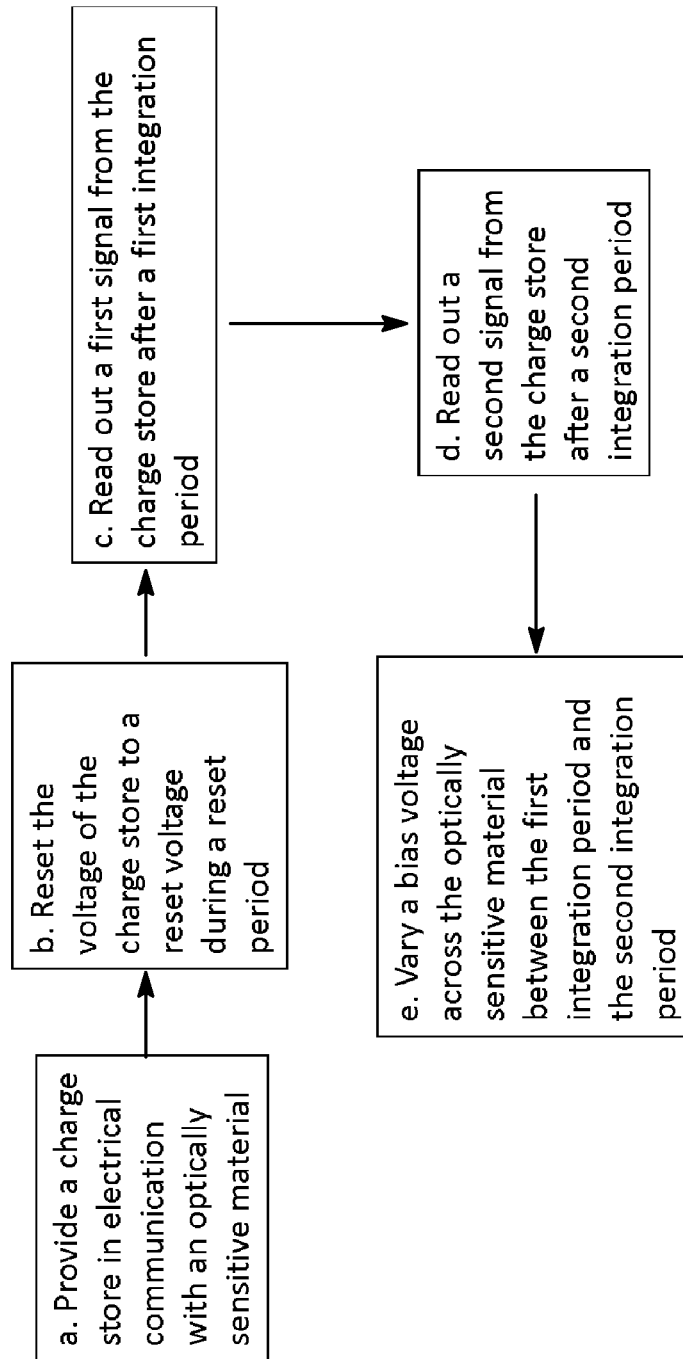 a. Provide a charge
store in electrical
communication
with an optically
sensitive material
b. Reset the
voltage of the
charge store to a
reset voltage
during a reset
period
c. Read out a first signal from the
charge store after a first integration
period
d. Read out a
second signal from
the charge store
after a second
integration period
e. Vary a bias voltage
across the optically
sensitive material
between the first
integration period and
the second integration
period